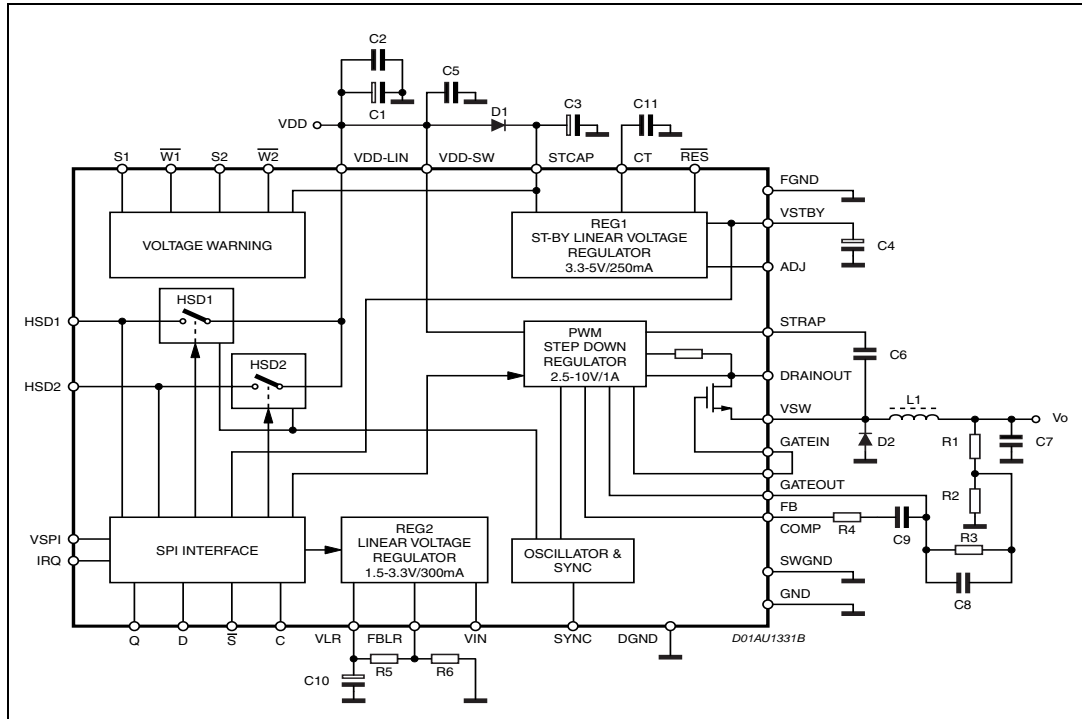 C2
C5
C1
D1
C3
C11
VDD
S1
W1
S2
W2
VDD-LIN
VDD-SW
STCAP
CT
RES
FGND
VSTBY
C4
ADJ
VOLTAGE WARNING
REG1
ST-BY LINEAR VOLTAGE
REGULATOR
3.3-5V/250mA
HSD1
HSD1
HSD2
HSD2
PWM
STEP DOWN
REGULATOR
2.5-10V/1A
STRAP
C6
DRAINOUT
VSW
L1
Vo
D2
R1
C7
GATEIN
GATEOUT
R2
FB
COMP
R4
C9
R3
C8
SWGND
GND
VSPI
IRQ
SPI INTERFACE
REG2
LINEAR VOLTAGE
REGULATOR
1.5-3.3V/300mA
OSCILLATOR &
SYNC
Q
D
S
C
VLR
FBLR
VIN
SYNC
DGND
D01AU1331B
C10
R5
R6